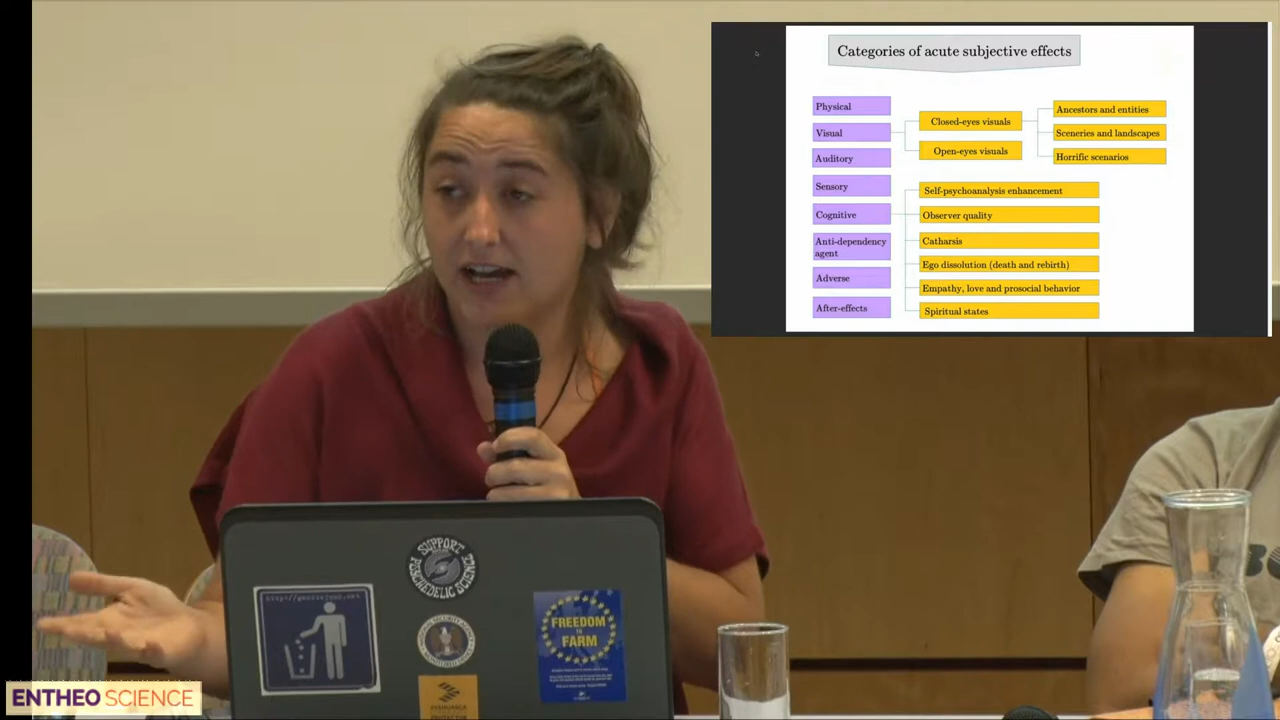 Categories of acute subjective effects
Physical
Visual
Auditory
Sensory
Cognitive
Anti-dependency
agent
Adverse
After-effects
Closed-eyes visuals
Open-eyes visuals
Ancestors and entities
Sceneries and landscapes
Horrific scenarios
Self-psychoanalysis enhancement
Observer quality
Catharsis
Ego dissolution (death and rebirth)
Empathy, love and prosocial behavior
Spiritual states
SUPPORT
PSYCHEDELIC SCIENCE
FREEDOM
TO
FARM
ENTHEO SCIENCE